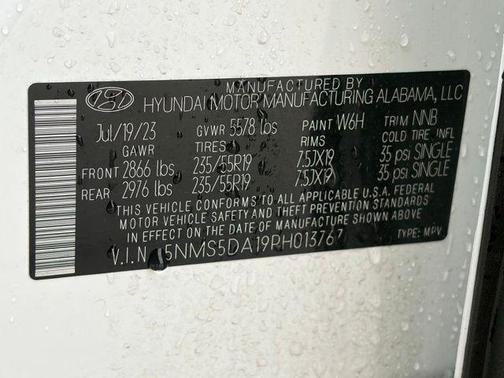 MANUFACTURED BY
HYUNDAI MOTOR MANUFACTURING ALABAMA, LLC
Jul/19/23 GVWR 5578 lbs PAINT W6H TRIM NNB
GAWR TIRES RIMS COLD TIRE INFL
FRONT 2866 lbs 235/55R19 7.5JX19 35 psi SINGLE
REAR 2976 lbs 235/55R19 7.5JX19 35 psi SINGLE
THIS VEHICLE CONFORMS TO ALL APPLICABLE U.S.A. FEDERAL
MOTOR VEHICLE SAFETY AND THEFT PREVENTION STANDARDS
IN EFFECT ON THE DATE OF MANUFACTURE SHOWN ABOVE.
V.I.N 5NMS5DA19PH013767 TYPE: MPV